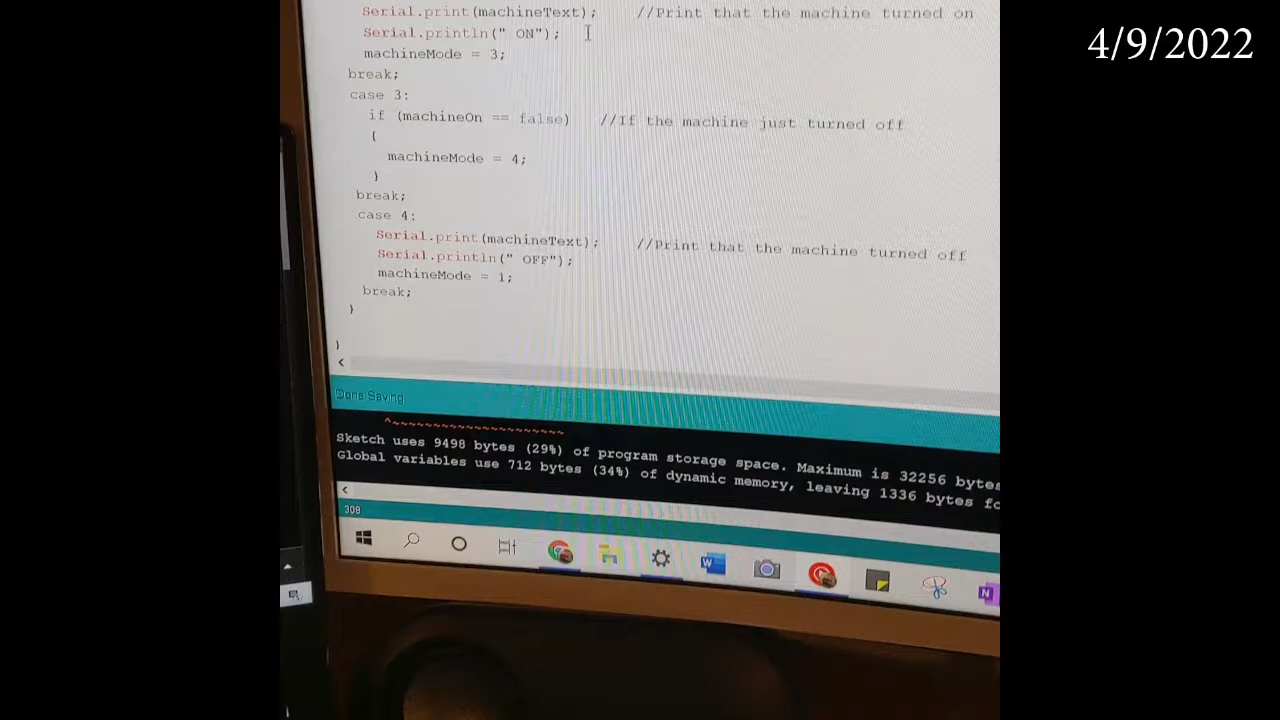 4/9/2022
Serial.print(machineText); //Print that the machine turned on
Serial.println(" ON");
machineMode = 3;
break;
case 3:
if (machineOn == false) //If the machine just turned off
{
machineMode = 4;
}
break;
case 4:
Serial.print(machineText); //Print that the machine turned off
Serial.println(" OFF");
machineMode = 1;
break;
}
}
Done Saving
^~~~~~~~~~~~~~~~~~~~~~
Sketch uses 9498 bytes (29%) of program storage space. Maximum is 32256 bytes
Global variables use 712 bytes (34%) of dynamic memory, leaving 1336 bytes fo
308
W
N